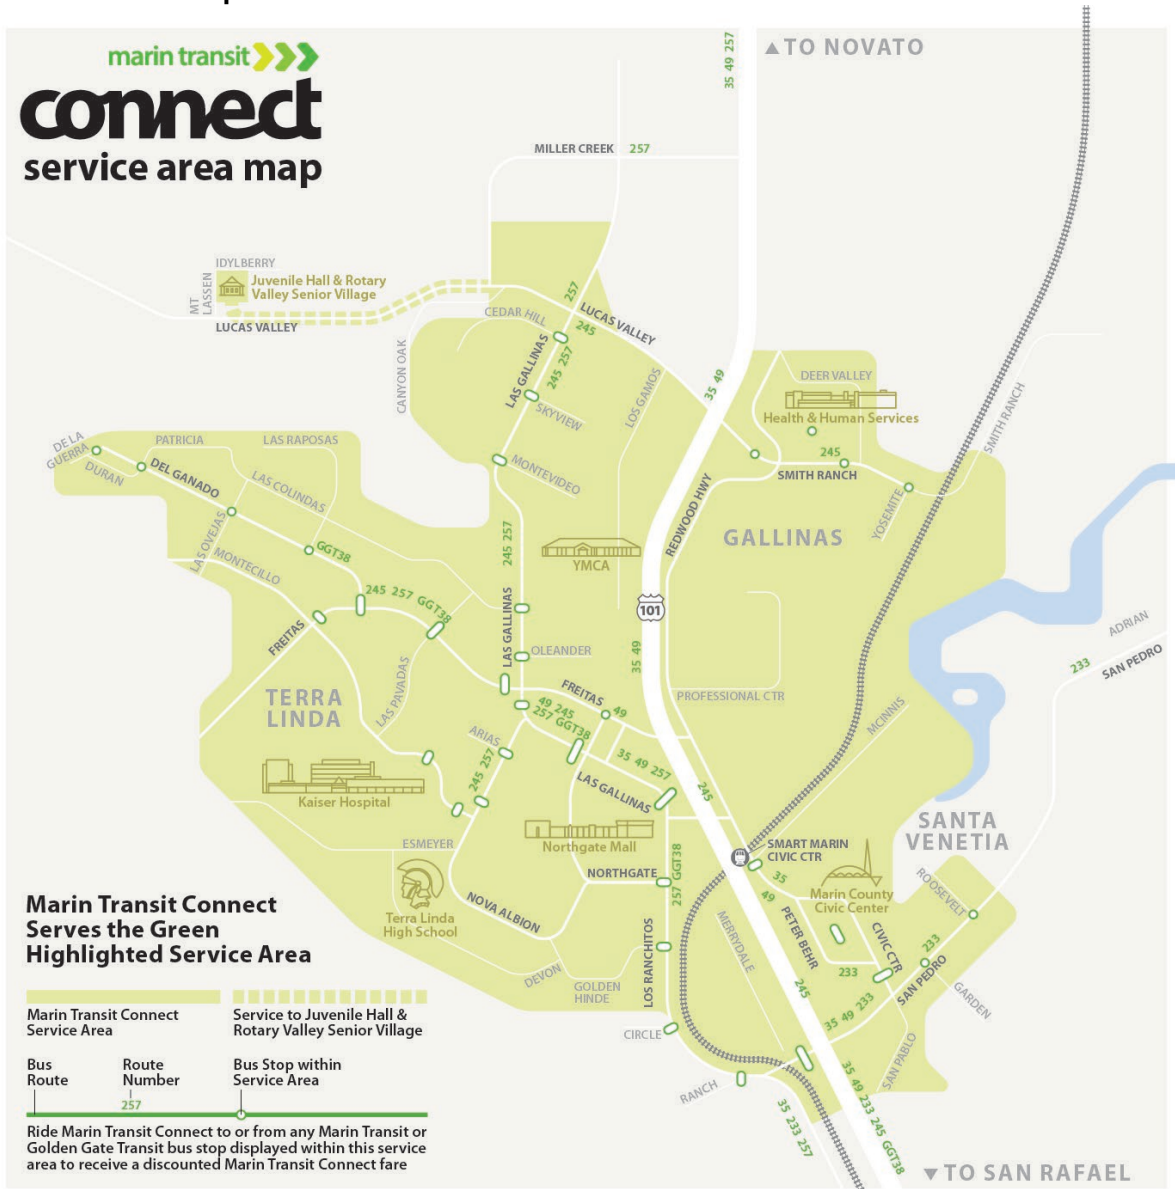 marin transit
connect
service area map
35 49 257
TO NOVATO
MILLER CREEK 257
IDYLBERRY
MT
LASSEN
Juvenile Hall & Rotary
Valley Senior Village
LUCAS VALLEY
257
CEDAR HILL
245
LUCAS VALLEY
CANYON OAK
LAS GALLINAS
245 257
SKYVIEW
LOS GAMOS
35 49
DEER VALLEY
Health & Human Services
SMITH RANCH
DE LA
GUERRA
PATRICIA
LAS RAPOSAS
DURAN
DEL GANADO
LAS COLINDAS
MONTEVIDEO
245
SMITH RANCH
REDWOOD HWY
YOSEMITE
LAS OVEJAS
MONTECILLO
GGT38
245 257
YMCA
GALLINAS
245 257 GGT38
FREITAS
LAS GALLINAS
101
OLEANDER
35 49
ADRIAN
233
SAN PEDRO
TERRA
LINDA
LAS PAVADAS
FREITAS
49
49 245
257 GGT38
PROFESSIONAL CTR
MCINNIS
ARIAS
245 257
35 49 257
LAS GALLINAS
245
Kaiser Hospital
Northgate Mall
SANTA
VENETIA
ESMEYER
SMART MARIN
CIVIC CTR
NORTHGATE
257 GGT38
35
49
Marin County
Civic Center
ROOSEVELT
Terra Linda
High School
NOVA ALBION
MERRYDALE
PETER BEHR
CIVIC CTR
233
233
SAN PEDRO
GARDEN
DEVON
GOLDEN
HINDE
LOS RANCHITOS
245
35 49 233
CIRCLE
RANCH
SAN PABLO
35 233 257
35 49 233 245 GGT38
TO SAN RAFAEL
Marin Transit Connect
Serves the Green
Highlighted Service Area
Marin Transit Connect
Service Area
Service to Juvenile Hall &
Rotary Valley Senior Village
Bus
Route
Route
Number
Bus Stop within
Service Area
257
Ride Marin Transit Connect to or from any Marin Transit or
Golden Gate Transit bus stop displayed within this service
area to receive a discounted Marin Transit Connect fare